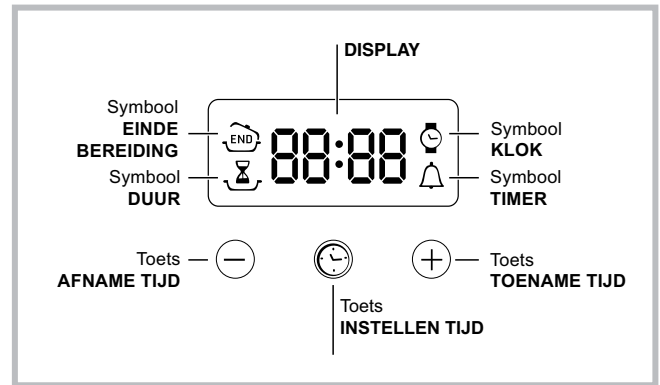 DISPLAY
Symbool
EINDE
BEREIDING
END
88:88
Symbool
KLOK
Symbool
DUUR
Symbool
TIMER
Toets
AFNAME TIJD
Toets
INSTELLEN TIJD
Toets
TOENAME TIJD